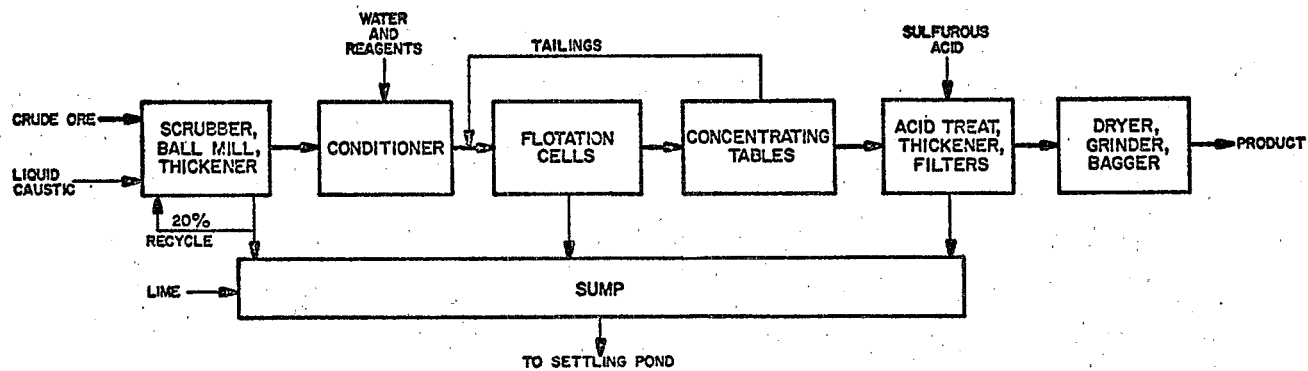 WATER
AND
REAGENTS
TAILINGS
SULFUROUS
ACID
CRUDE ORE
LIQUID
CAUSTIC
SCRUBBER,
BALL MILL,
THICKENER
CONDITIONER
FLOTATION
CELLS
CONCENTRATING
TABLES
ACID TREAT,
THICKENER,
FILTERS
DRYER,
GRINDER,
BAGGER
PRODUCT
20%
RECYCLE
LIME
SUMP
TO SETTLING POND